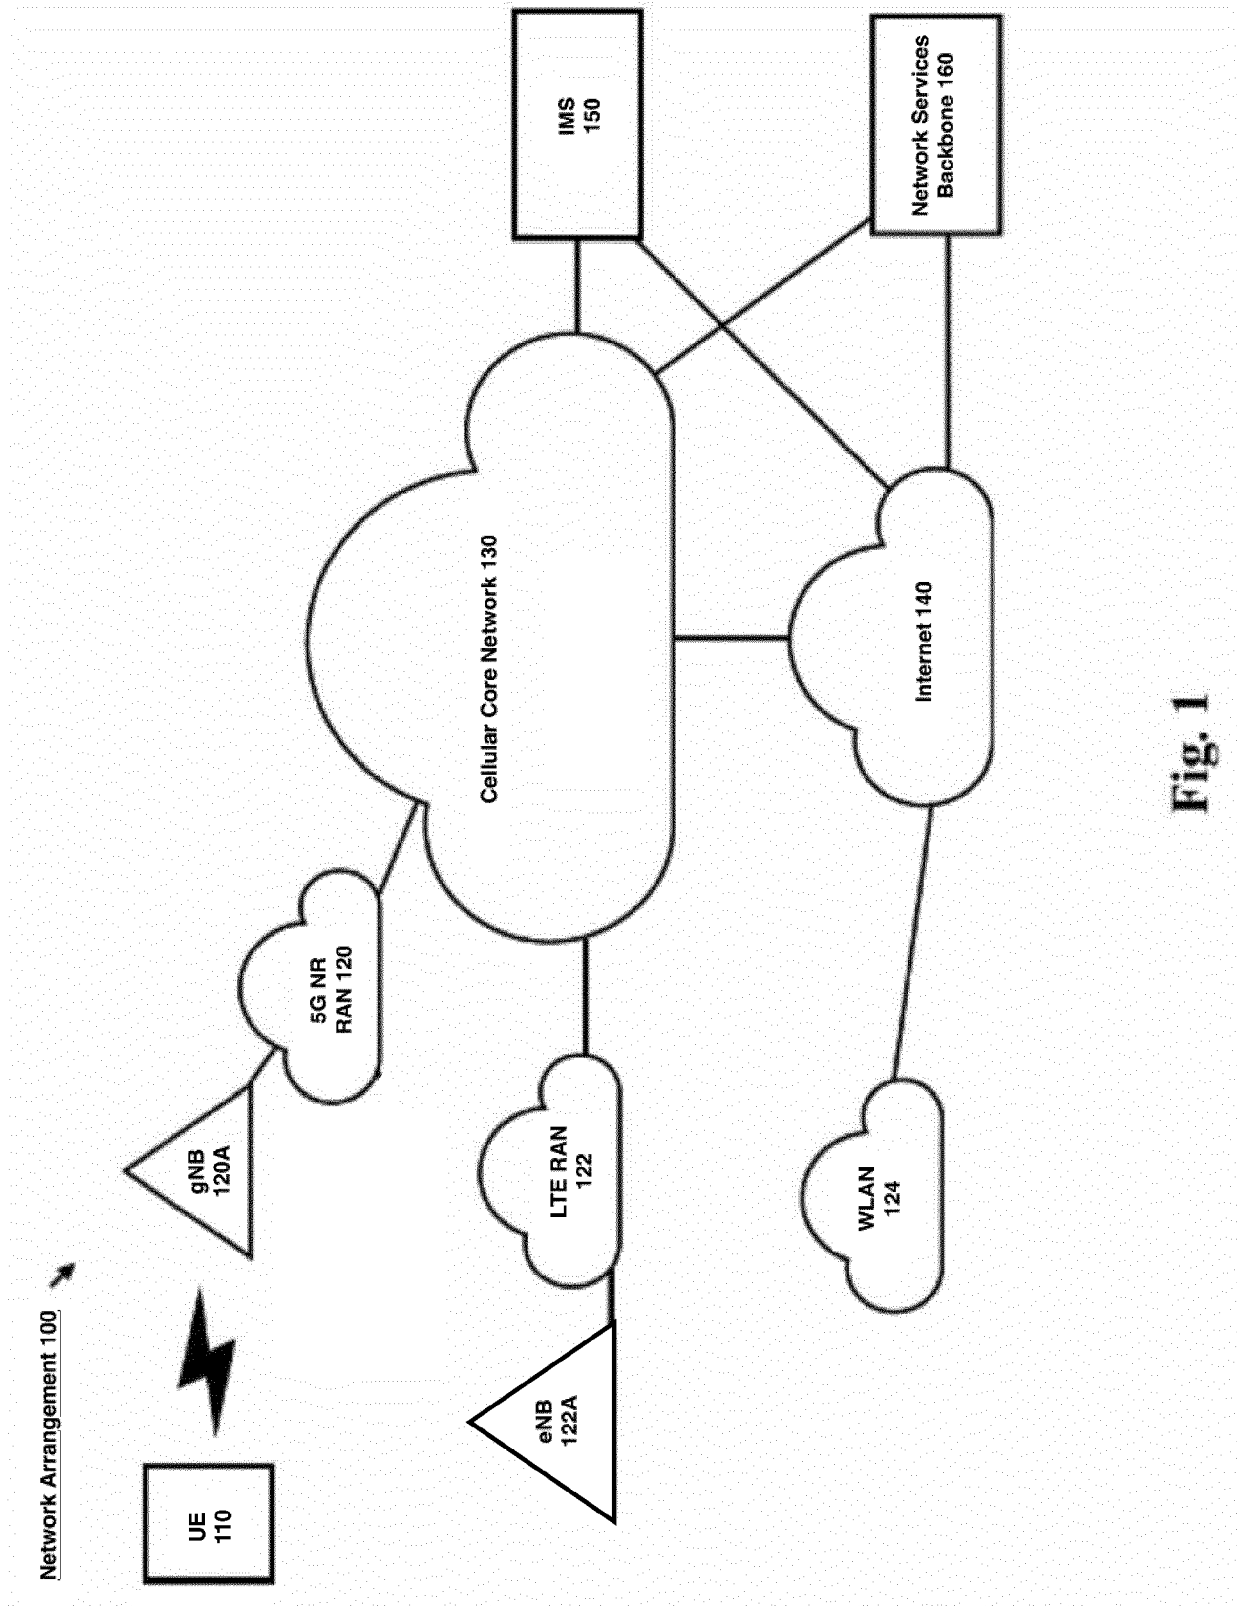 Network Arrangement 100
UE
110
gNB
120A
5G NR
RAN 120
eNB
122A
LTE RAN
122
Cellular Core Network 130
IMS
150
WLAN
124
Internet 140
Network Services
Backbone 160
Fig. 1